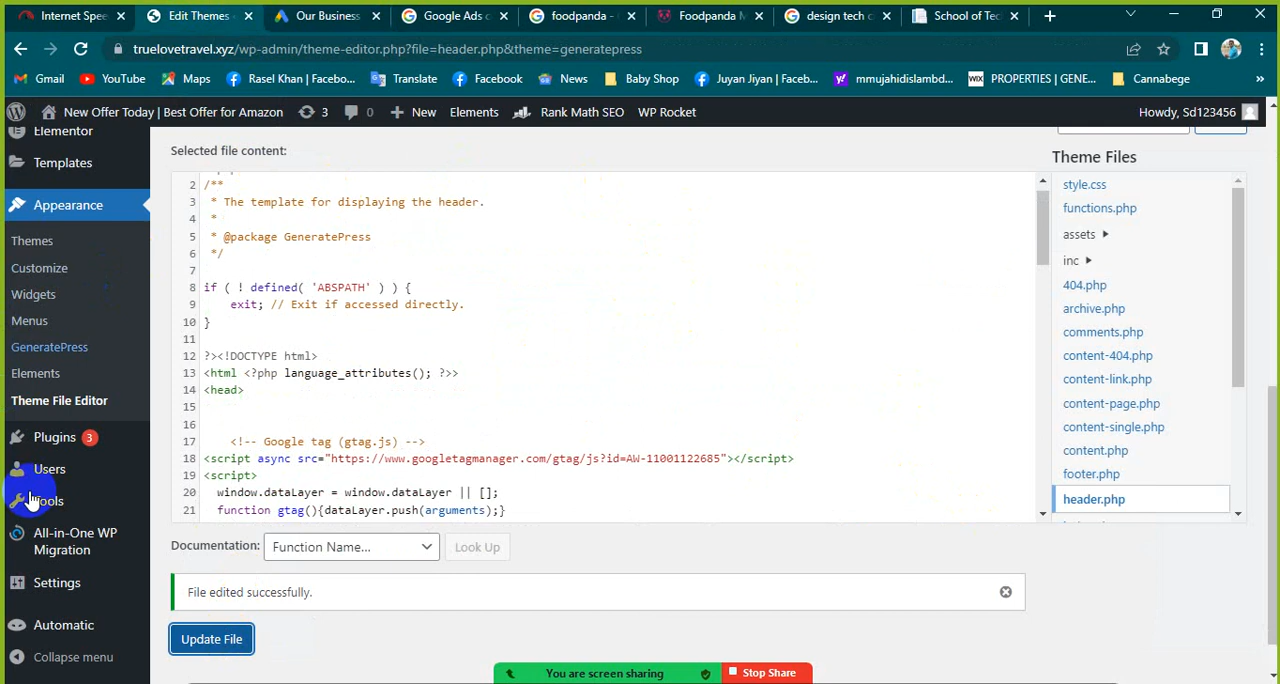 Internet Spee
Edit Themes
Our Business
Google Ads c
foodpanda -
Foodpanda M
design tech c
School of Tec
truelovetravel.xyz/wp-admin/theme-editor.php?file=header.php&theme=generatepress
Gmail
YouTube
Maps
Rasel Khan | Facebo...
Translate
Facebook
News
Baby Shop
Juyan Jiyan | Faceb...
mmujahidislambd...
WIX PROPERTIES | GENE...
Cannabege
»
New Offer Today | Best Offer for Amazon
3
0
New
Elements
Rank Math SEO
WP Rocket
Howdy, Sd123456
Elementor
Templates
Appearance
Themes
Customize
Widgets
Menus
GeneratePress
Elements
Theme File Editor
Plugins 3
Users
Tools
All-in-One WP
Migration
Settings
Automatic
Collapse menu
Selected file content:
2 /**
3 * The template for displaying the header.
4 *
5 * @package GeneratePress
6 */
7
8 if ( ! defined( 'ABSPATH' ) ) {
9 exit; // Exit if accessed directly.
10 }
11
12 ?><!DOCTYPE html>
13 <html <?php language_attributes(); ?>>
14 <head>
15
16
17 <!-- Google tag (gtag.js) -->
18 <script async src="https://www.googletagmanager.com/gtag/js?id=AW-11001122685"></script>
19 <script>
20 window.dataLayer = window.dataLayer || [];
21 function gtag(){dataLayer.push(arguments);}
Documentation: Function Name... Look Up
File edited successfully.
Update File
Theme Files
style.css
functions.php
assets
inc
404.php
archive.php
comments.php
content-404.php
content-link.php
content-page.php
content-single.php
content.php
footer.php
header.php
You are screen sharing
Stop Share